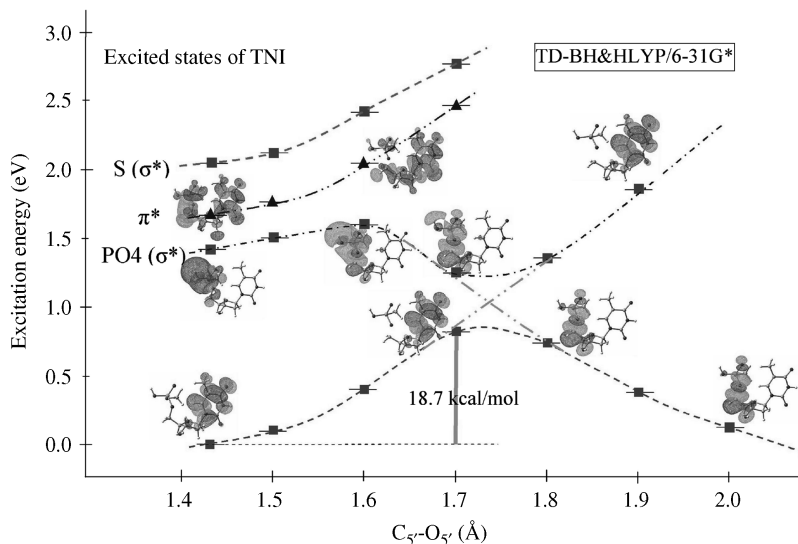 3.0
Excited states of TNI
TD-BH&HLYP/6-31G*
2.5
2.0
S (σ*)
π*
1.5
PO4 (σ*)
1.0
0.5
18.7 kcal/mol
0.0
1.4 1.5 1.6 1.7 1.8 1.9 2.0
C5′-O5′ (Å)
Excitation energy (eV)